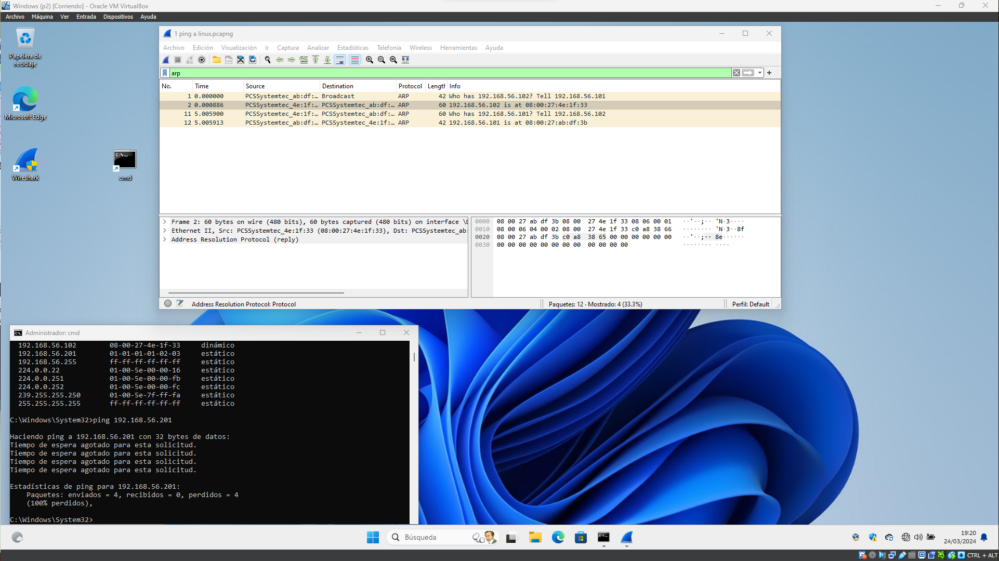 Windows (p2) [Corriendo] - Oracle VM VirtualBox
Archivo Máquina Ver Entrada Dispositivos Ayuda
Papelera de
reciclaje
Microsoft Edge
Wireshark
cmd
1 ping a linux.pcapng
Archivo Edición Visualización Ir Captura Analizar Estadísticas Telefonía Wireless Herramientas Ayuda
arp
No. Time Source Destination Protocol Length Info
1 0.000000 PCSSystemtec_ab:df:… Broadcast ARP 42 Who has 192.168.56.102? Tell 192.168.56.101
2 0.000886 PCSSystemtec_4e:1f:… PCSSystemtec_ab:df:… ARP 60 192.168.56.102 is at 08:00:27:4e:1f:33
11 5.005900 PCSSystemtec_4e:1f:… PCSSystemtec_ab:df:… ARP 60 Who has 192.168.56.101? Tell 192.168.56.102
12 5.005913 PCSSystemtec_ab:df:… PCSSystemtec_4e:1f:… ARP 42 192.168.56.101 is at 08:00:27:ab:df:3b
Frame 2: 60 bytes on wire (480 bits), 60 bytes captured (480 bits) on interface \D
Ethernet II, Src: PCSSystemtec_4e:1f:33 (08:00:27:4e:1f:33), Dst: PCSSystemtec_ab:
Address Resolution Protocol (reply)
0000 08 00 27 ab df 3b 08 00 27 4e 1f 33 08 06 00 01 ··'··;·· 'N·3····
0010 08 00 06 04 00 02 08 00 27 4e 1f 33 c0 a8 38 66 ········ 'N·3··8f
0020 08 00 27 ab df 3b c0 a8 38 65 00 00 00 00 00 00 ··'··;·· 8e······
0030 00 00 00 00 00 00 00 00 00 00 00 00 ········ ····
Address Resolution Protocol: Protocol
Paquetes: 12 · Mostrado: 4 (33.3%)
Perfil: Default
Administrador: cmd
192.168.56.102 08-00-27-4e-1f-33 dinámico
192.168.56.201 01-01-01-01-02-03 estático
192.168.56.255 ff-ff-ff-ff-ff-ff estático
224.0.0.22 01-00-5e-00-00-16 estático
224.0.0.251 01-00-5e-00-00-fb estático
224.0.0.252 01-00-5e-00-00-fc estático
239.255.255.250 01-00-5e-7f-ff-fa estático
255.255.255.255 ff-ff-ff-ff-ff-ff estático
C:\Windows\System32>ping 192.168.56.201
Haciendo ping a 192.168.56.201 con 32 bytes de datos:
Tiempo de espera agotado para esta solicitud.
Tiempo de espera agotado para esta solicitud.
Tiempo de espera agotado para esta solicitud.
Tiempo de espera agotado para esta solicitud.
Estadísticas de ping para 192.168.56.201:
Paquetes: enviados = 4, recibidos = 0, perdidos = 4
(100% perdidos),
C:\Windows\System32>
Búsqueda
19:20
24/03/2024
CTRL + ALT